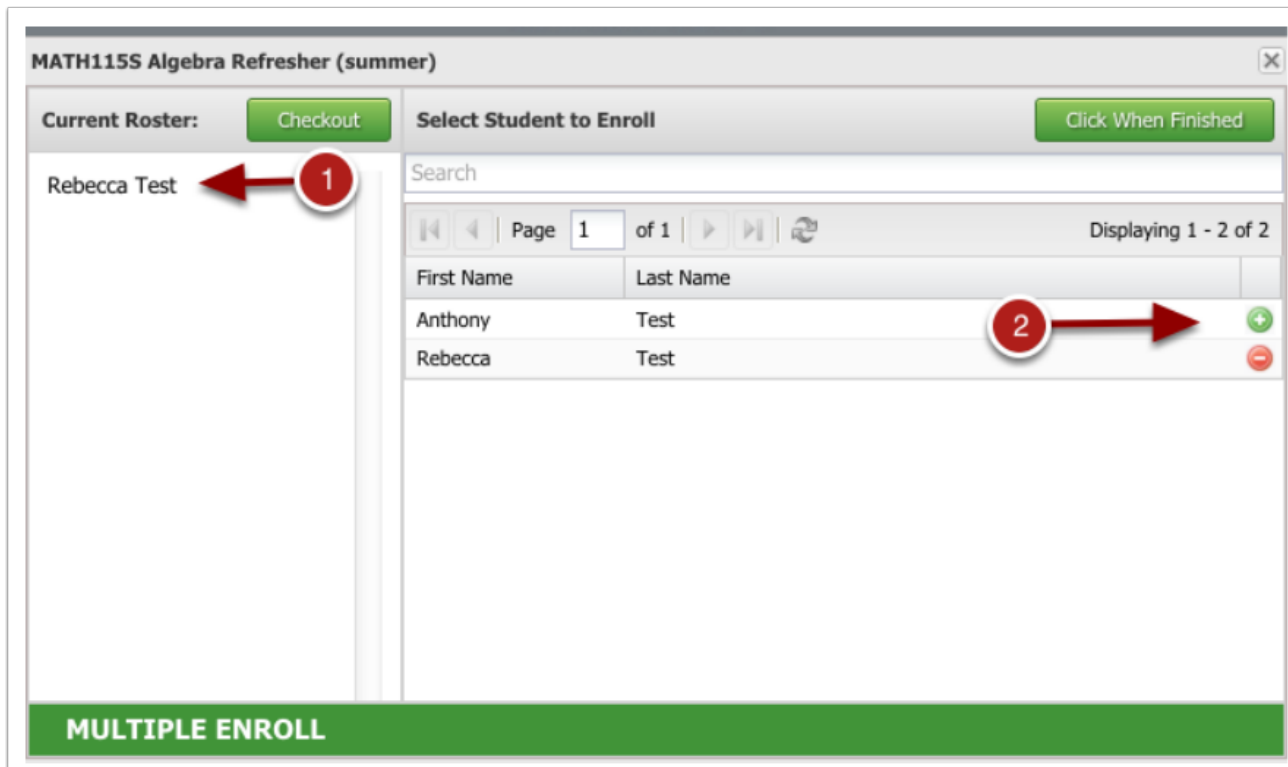 MATH115S Algebra Refresher (summer)
Current Roster:
Checkout
Select Student to Enroll
Click When Finished
Rebecca Test
1
Search
Page 1 of 1
Displaying 1 - 2 of 2
First Name Last Name
Anthony Test
2
Rebecca Test
MULTIPLE ENROLL